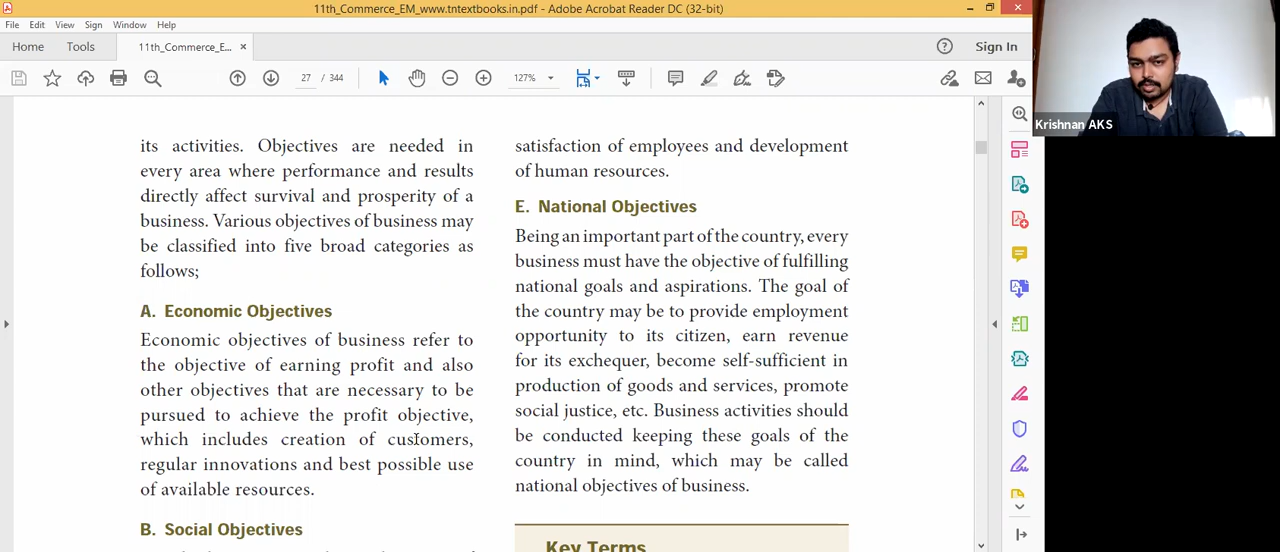 11th_Commerce_EM_www.tntextbooks.in.pdf - Adobe Acrobat Reader DC (32-bit)
File Edit View Sign Window Help
Home Tools 11th_Commerce_E... × Sign In
27 / 344 127%
Krishnan AKS
its activities. Objectives are needed in
every area where performance and results
directly affect survival and prosperity of a
business. Various objectives of business may
be classified into five broad categories as
follows;
A. Economic Objectives
Economic objectives of business refer to
the objective of earning profit and also
other objectives that are necessary to be
pursued to achieve the profit objective,
which includes creation of customers,
regular innovations and best possible use
of available resources.
B. Social Objectives
satisfaction of employees and development
of human resources.
E. National Objectives
Being an important part of the country, every
business must have the objective of fulfilling
national goals and aspirations. The goal of
the country may be to provide employment
opportunity to its citizen, earn revenue
for its exchequer, become self-sufficient in
production of goods and services, promote
social justice, etc. Business activities should
be conducted keeping these goals of the
country in mind, which may be called
national objectives of business.
Key Terms